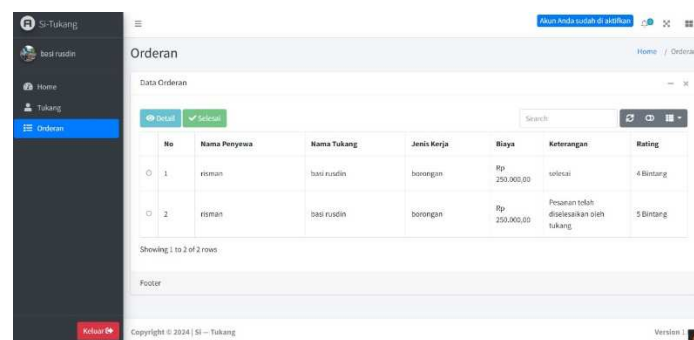 Si-Tukang
Akun Anda sudah di aktifkan
basi rusdin
Orderan
Home / Ordera
Home
Tukang
Orderan
Data Orderan
Detail
Selesai
Search
No Nama Penyewa Nama Tukang Jenis Kerja Biaya Keterangan Rating
1 risman basi rusdin borongan Rp 250.000,00 selesai 4 Bintang
2 risman basi rusdin borongan Rp 250.000,00 Pesanan telah diselesaikan oleh tukang 5 Bintang
Showing 1 to 2 of 2 rows
Footer
Keluar
Copyright © 2024 | Si — Tukang
Version 1